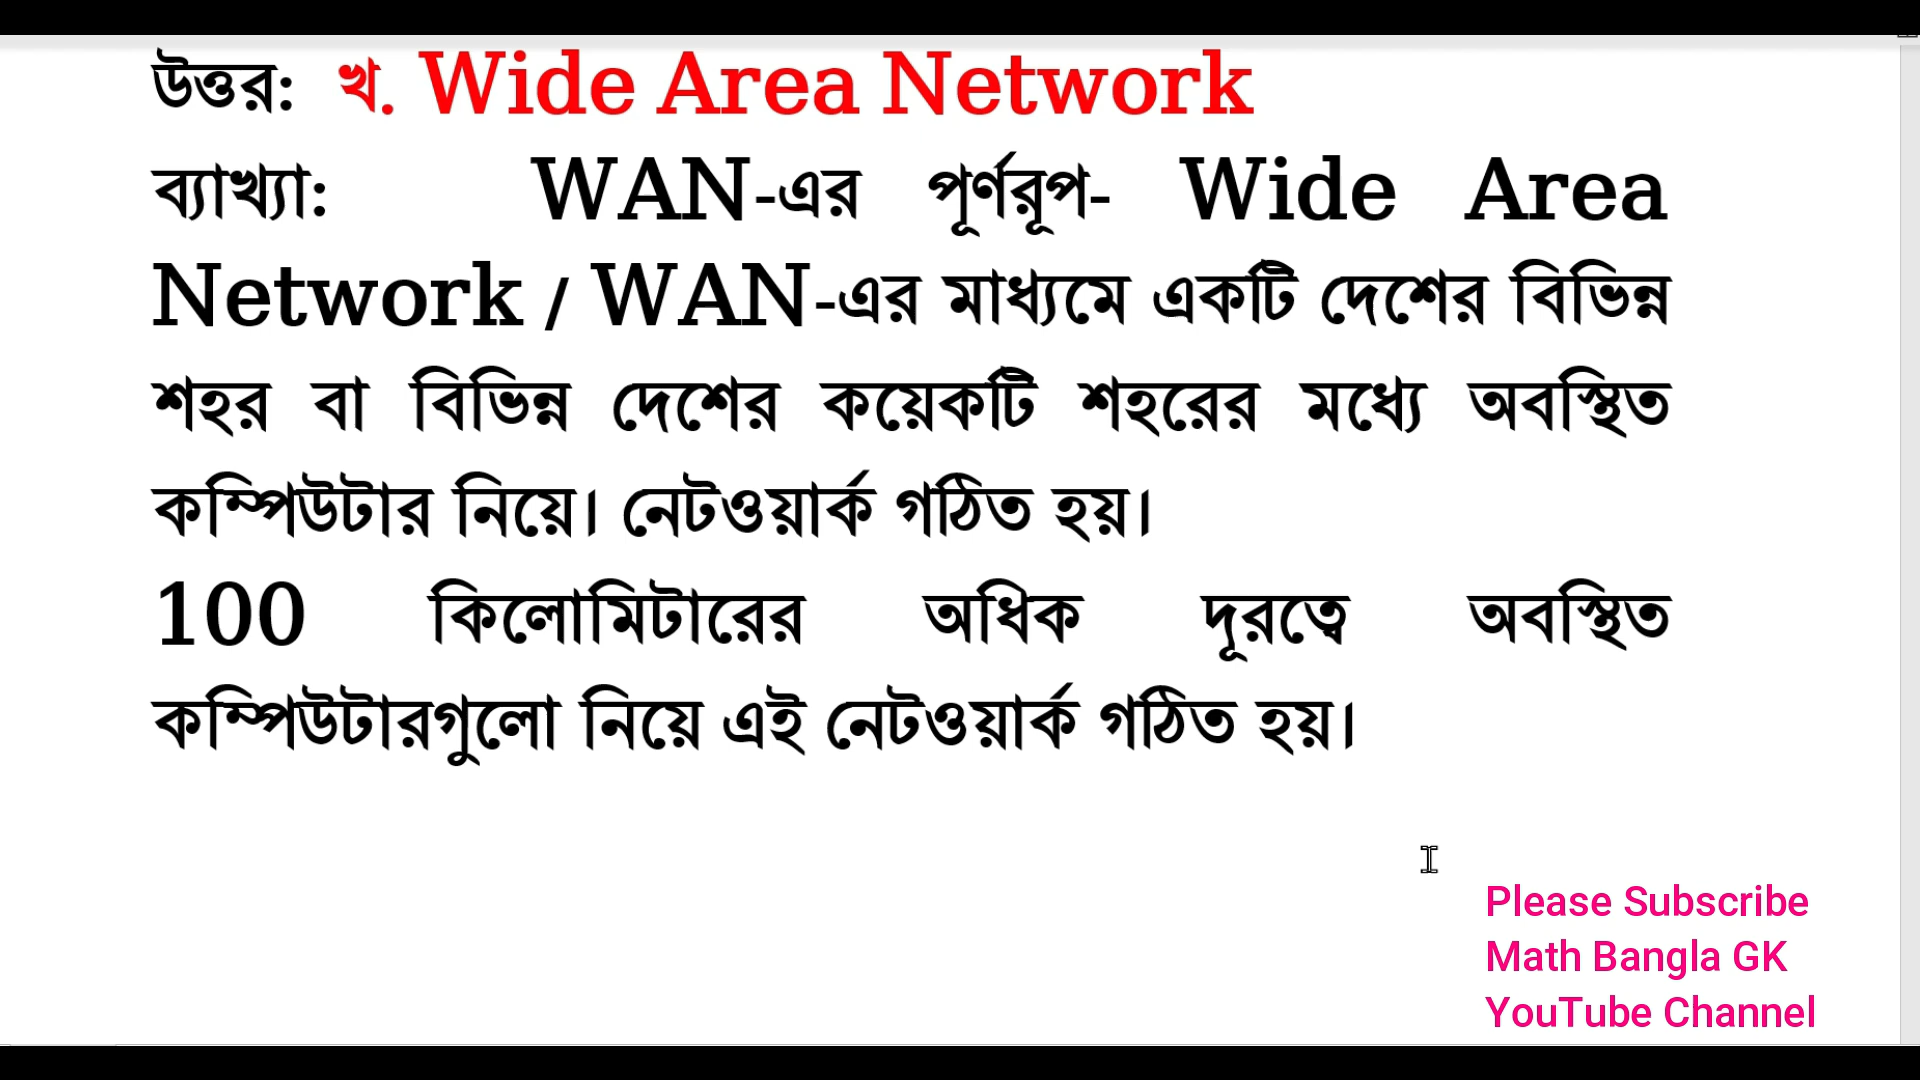 উত্তর: খ. Wide Area Network
ব্যাখ্যা: WAN-এর পূর্ণরূপ- Wide Area
Network / WAN-এর মাধ্যমে একটি দেশের বিভিন্ন
শহর বা বিভিন্ন দেশের কয়েকটি শহরের মধ্যে অবস্থিত
কম্পিউটার নিয়ে। নেটওয়ার্ক গঠিত হয়।
100 কিলোমিটারের অধিক দূরত্বে অবস্থিত
কম্পিউটারগুলো নিয়ে এই নেটওয়ার্ক গঠিত হয়।
Please Subscribe
Math Bangla GK
YouTube Channel